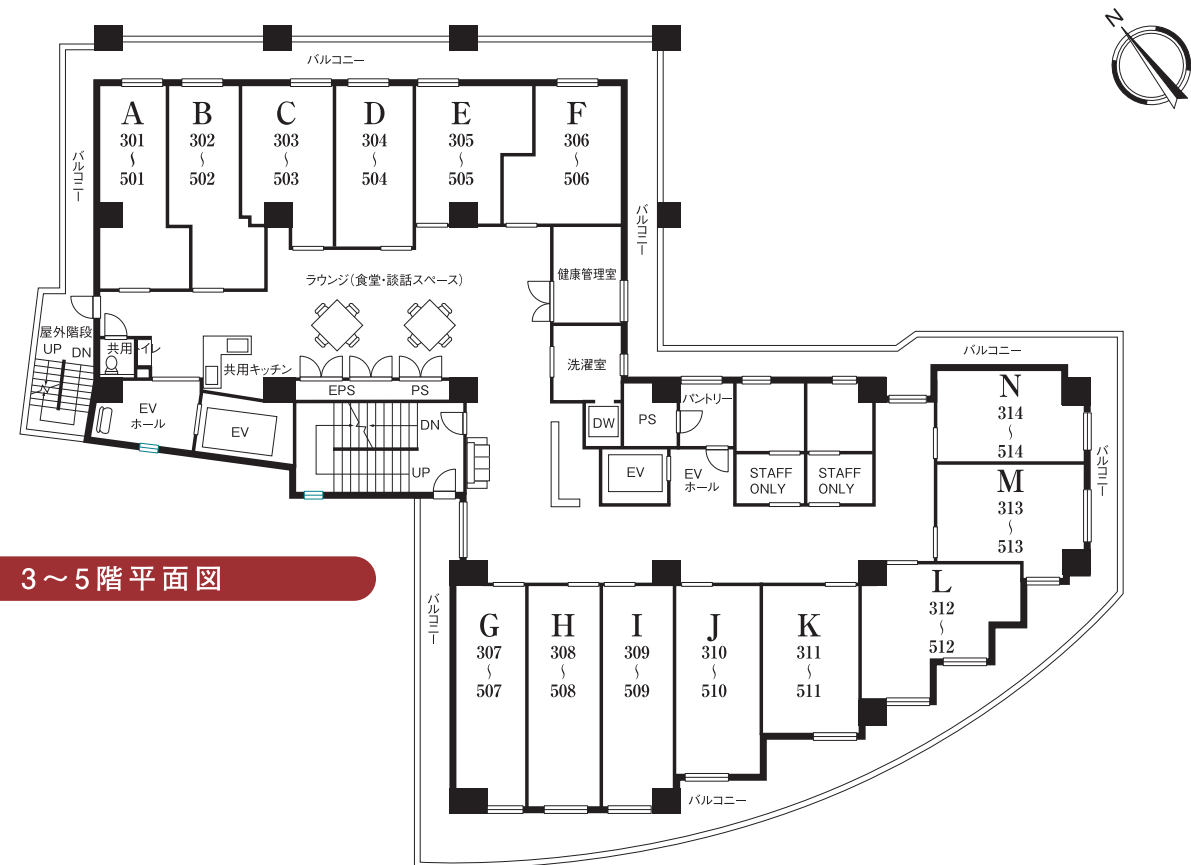 N
バルコニー
A
301
〜
501
B
302
〜
502
C
303
〜
503
D
304
〜
504
E
305
〜
505
F
306
〜
506
バルコニー
バルコニー
ラウンジ(食堂・談話スペース)
健康管理室
屋外階段
UP DN
共用トイレ
共用キッチン
洗濯室
EPS
PS
バルコニー
EV
ホール
EV
DN
UP
DW
PS
パントリー
EV
EV
ホール
STAFF
ONLY
STAFF
ONLY
N
314
〜
514
バルコニー
M
313
〜
513
3〜5階平面図
L
312
〜
512
バルコニー
G
307
〜
507
H
308
〜
508
I
309
〜
509
J
310
〜
510
K
311
〜
511
バルコニー